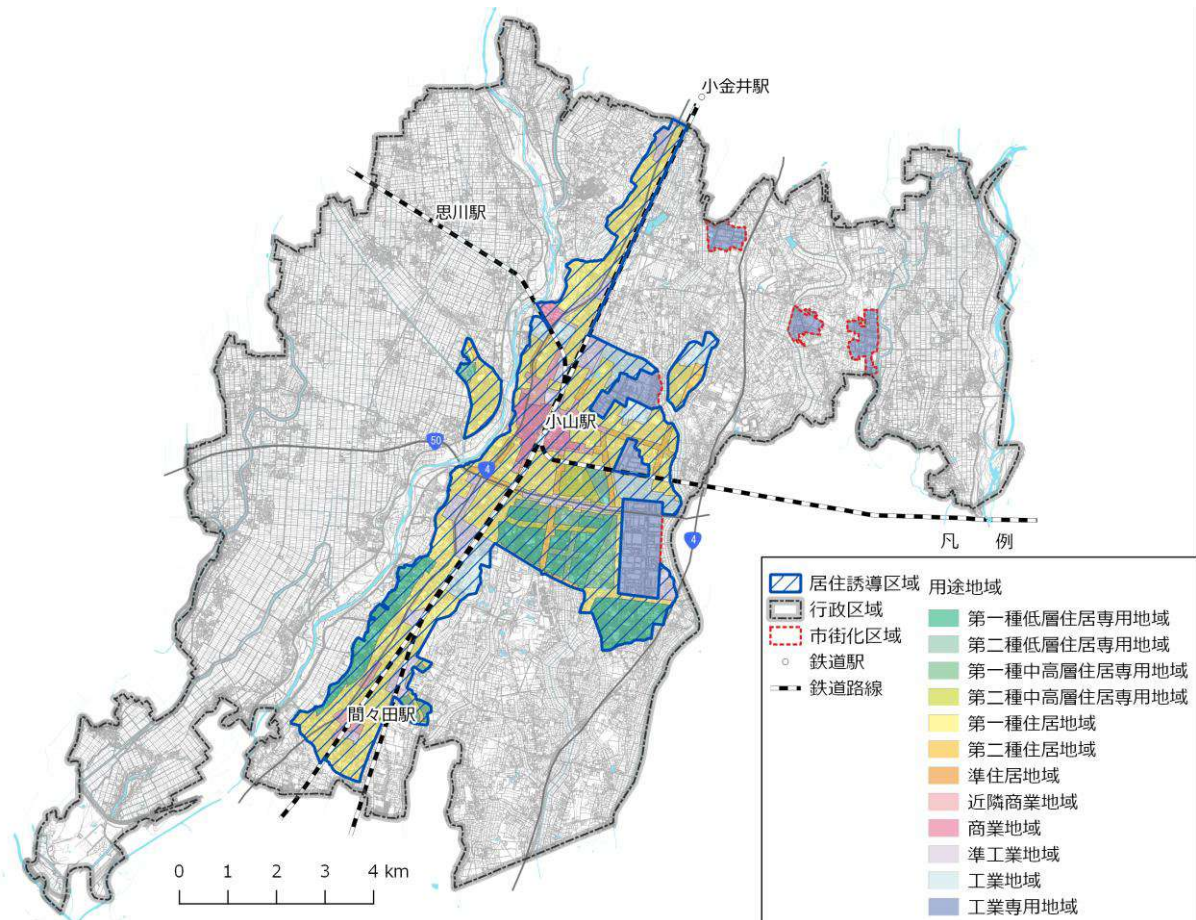 小金井駅
思川駅
小山駅
50
4
4
間々田駅
0 1 2 3 4 km
凡 例
居住誘導区域
行政区域
市街化区域
鉄道駅
鉄道路線
用途地域
第一種低層住居専用地域
第二種低層住居専用地域
第一種中高層住居専用地域
第二種中高層住居専用地域
第一種住居地域
第二種住居地域
準住居地域
近隣商業地域
商業地域
準工業地域
工業地域
工業専用地域